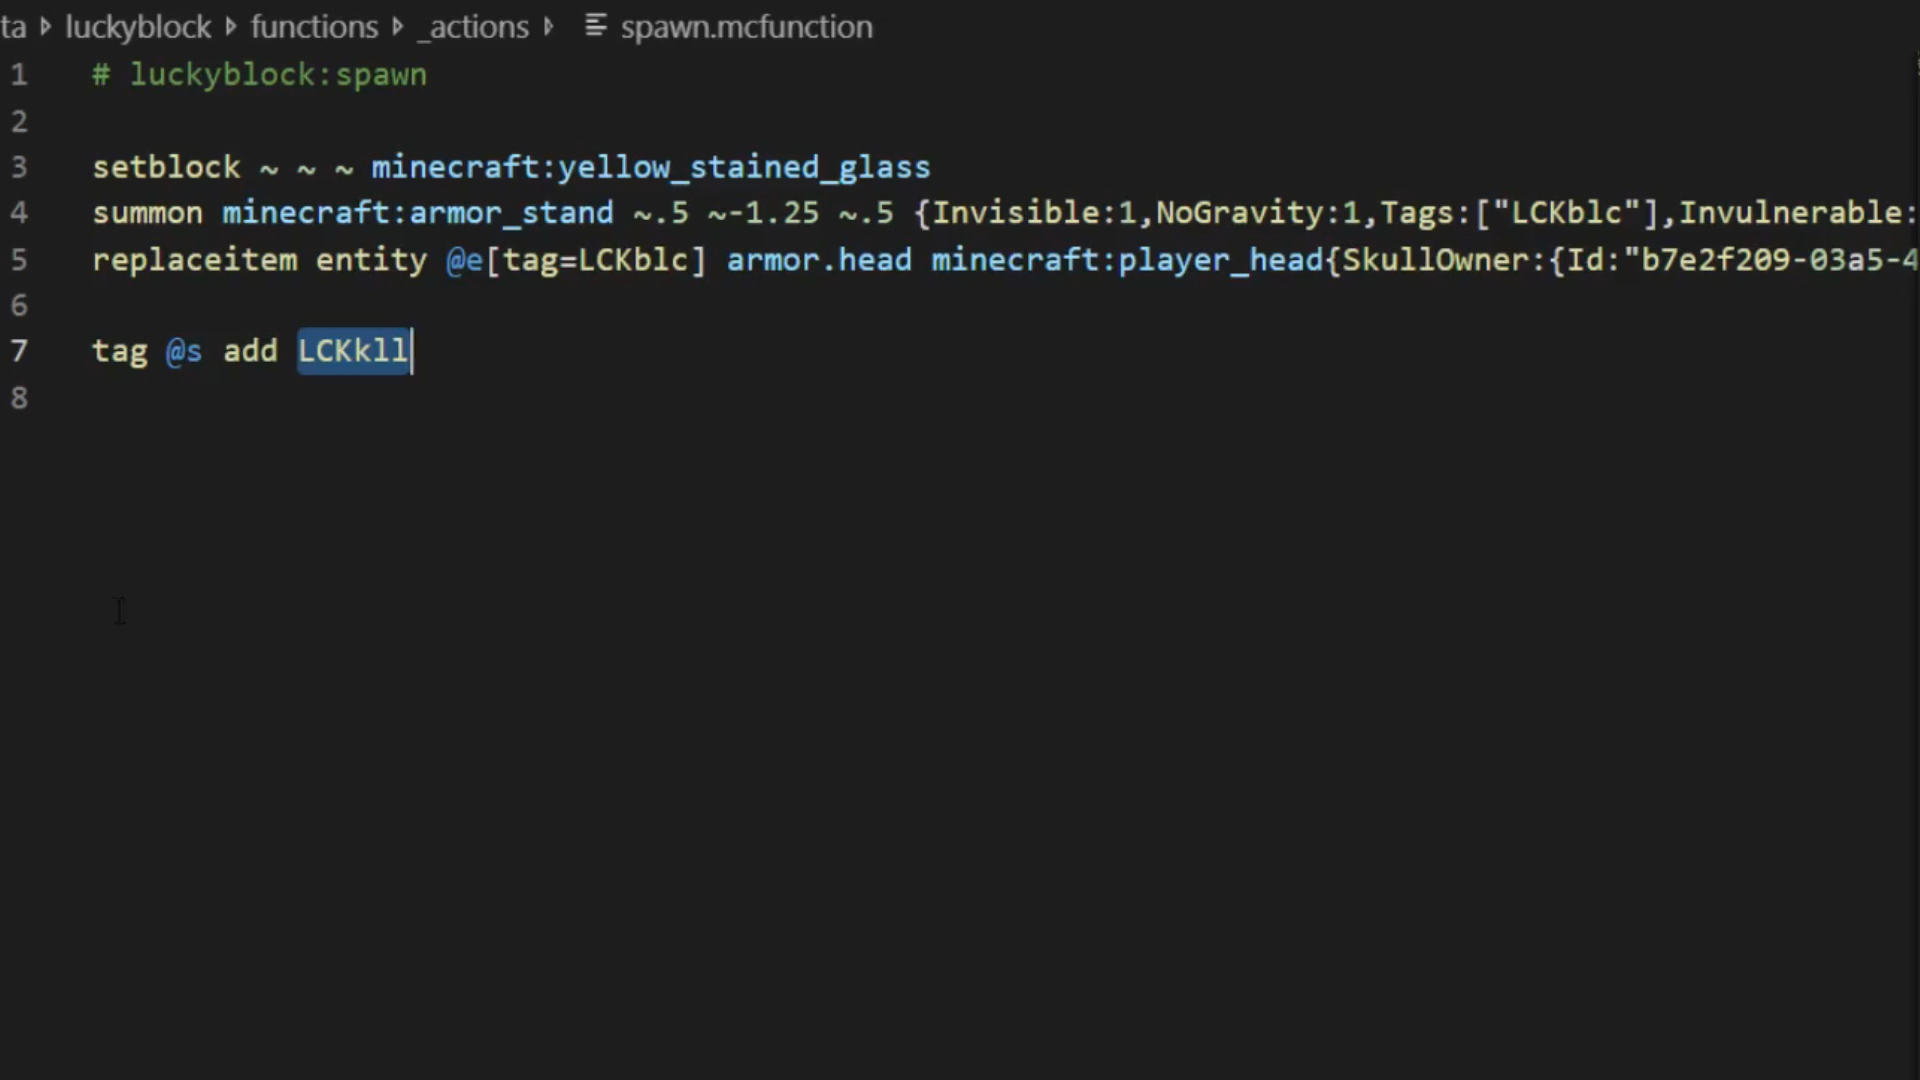 ta luckyblock functions _actions spawn.mcfunction
1 # luckyblock:spawn
2
3 setblock ~ ~ ~ minecraft:yellow_stained_glass
4 summon minecraft:armor_stand ~.5 ~-1.25 ~.5 {Invisible:1,NoGravity:1,Tags:["LCKblc"],Invulnerable:
5 replaceitem entity @e[tag=LCKblc] armor.head minecraft:player_head{SkullOwner:{Id:"b7e2f209-03a5-4
6
7 tag @s add LCKkll
8